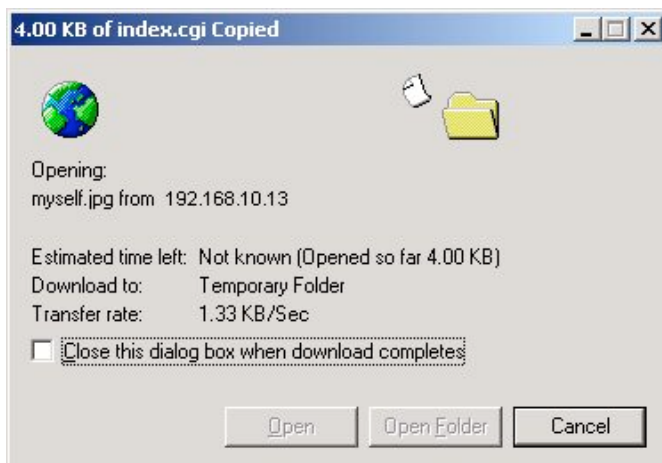 4.00 KB of index.cgi Copied
Opening:
myself.jpg from 192.168.10.13
Estimated time left: Not known (Opened so far 4.00 KB)
Download to: Temporary Folder
Transfer rate: 1.33 KB/Sec
Close this dialog box when download completes
Open Open Folder Cancel